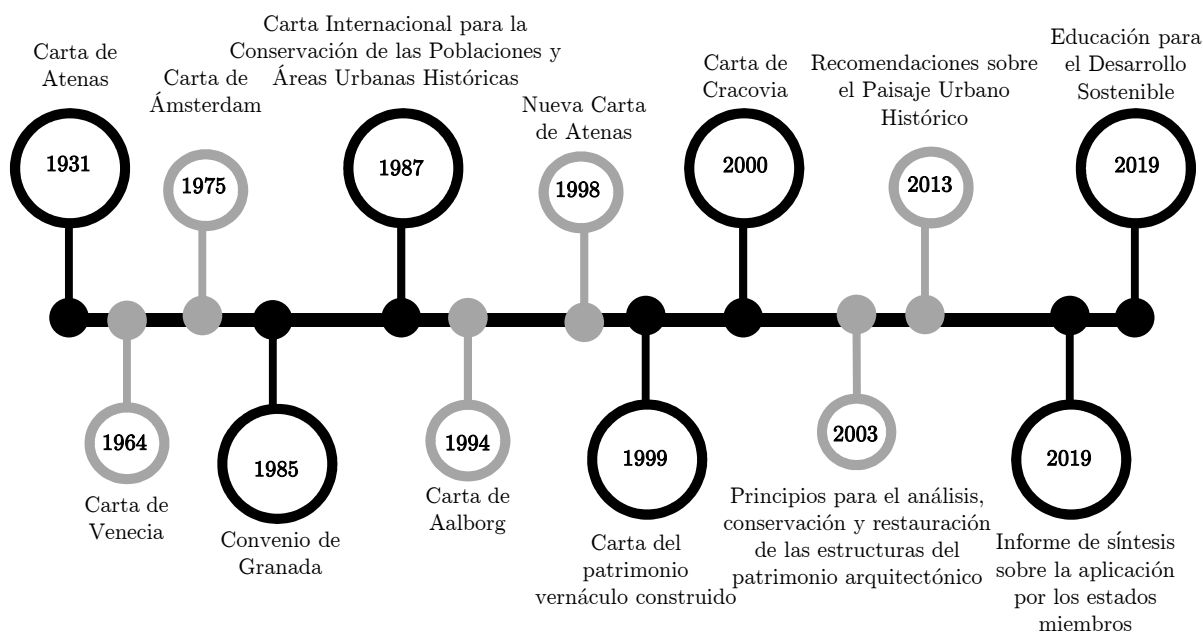 Carta de
Atenas
1931
1964
Carta de
Venecia
Carta de
Ámsterdam
1975
1985
Convenio de
Granada
Carta Internacional para la
Conservación de las Poblaciones y
Áreas Urbanas Históricas
1987
1994
Carta de
Aalborg
Nueva Carta
de Atenas
1998
1999
Carta del
patrimonio
vernáculo construido
Carta de
Cracovia
2000
2003
Principios para el análisis,
conservación y restauración
de las estructuras del
patrimonio arquitectónico
Recomendaciones sobre
el Paisaje Urbano
Histórico
2013
2019
Informe de síntesis
sobre la aplicación
por los estados
miembros
Educación para
el Desarrollo
Sostenible
2019